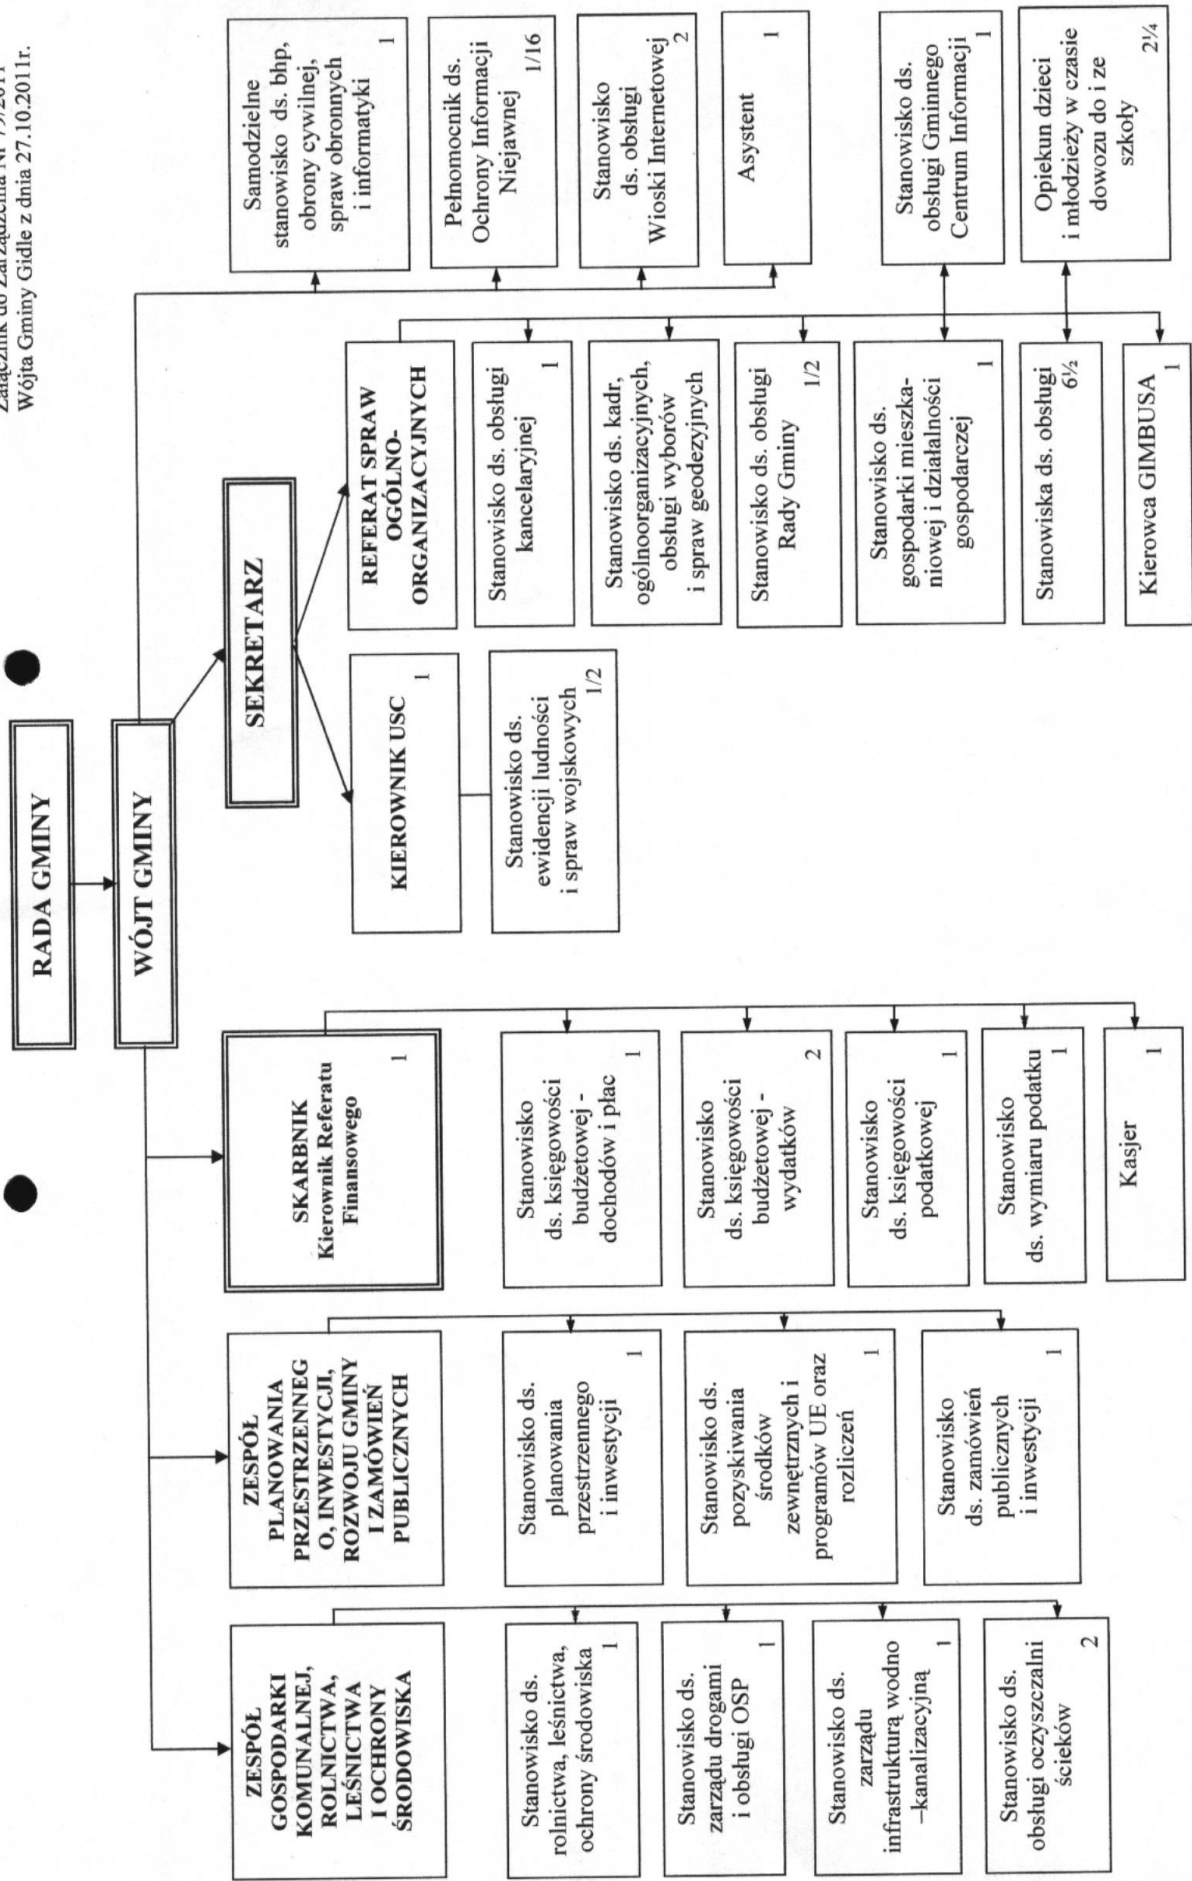 Załącznik do Zarządzenia Nr 79/2011
Wójta Gminy Gidle z dnia 27.10.2011r.
RADA GMINY
WÓJT GMINY
ZESPÓŁ
GOSPODARKI
KOMUNALNEJ,
ROLNICTWA,
LEŚNICTWA
I OCHRONY
ŚRODOWISKA
Stanowisko ds.
rolnictwa, leśnictwa,
ochrony środowiska
1
Stanowisko ds.
zarządu drogami
i obsługi OSP
1
Stanowisko ds.
zarządu
infrastrukturą wodno
–kanalizacyjną
1
Stanowisko ds.
obsługi oczyszczalni
ścieków
2
ZESPÓŁ
PLANOWANIA
PRZESTRZENNEG
O, INWESTYCJI,
ROZWOJU GMINY
I ZAMÓWIEŃ
PUBLICZNYCH
Stanowisko ds.
planowania
przestrzennego
i inwestycji
1
Stanowisko ds.
pozyskiwania
środków
zewnętrznych i
programów UE oraz
rozliczeń
1
Stanowisko
ds. zamówień
publicznych
i inwestycji
1
SKARBNIK
Kierownik Referatu
Finansowego
1
Stanowisko
ds. księgowości
budżetowej -
dochodów i płac
1
Stanowisko
ds. księgowości
budżetowej -
wydatków
2
Stanowisko
ds. księgowości
podatkowej
1
Stanowisko
ds. wymiaru podatku
1
Kasjer
1
SEKRETARZ
KIEROWNIK USC
1
Stanowisko ds.
ewidencji ludności
i spraw wojskowych
1/2
REFERAT SPRAW
OGÓLNO-
ORGANIZACYJNYCH
Stanowisko ds. obsługi
kancelaryjnej
1
Stanowisko ds. kadr,
ogólnoorganizacyjnych,
obsługi wyborów
i spraw geodezyjnych
Stanowisko ds. obsługi
Rady Gminy
1/2
Stanowisko ds.
gospodarki mieszka-
niowej i działalności
gospodarczej
1
Stanowiska ds. obsługi
6½
Kierowca GIMBUSA
1
Samodzielne
stanowisko ds. bhp,
obrony cywilnej,
spraw obronnych
i informatyki
1
Pełnomocnik ds.
Ochrony Informacji
Niejawnej
1/16
Stanowisko
ds. obsługi
Wioski Internetowej
2
Asystent
1
Stanowisko ds.
obsługi Gminnego
Centrum Informacji
1
Opiekun dzieci
i młodzieży w czasie
dowozu do i ze
szkoły
2¼